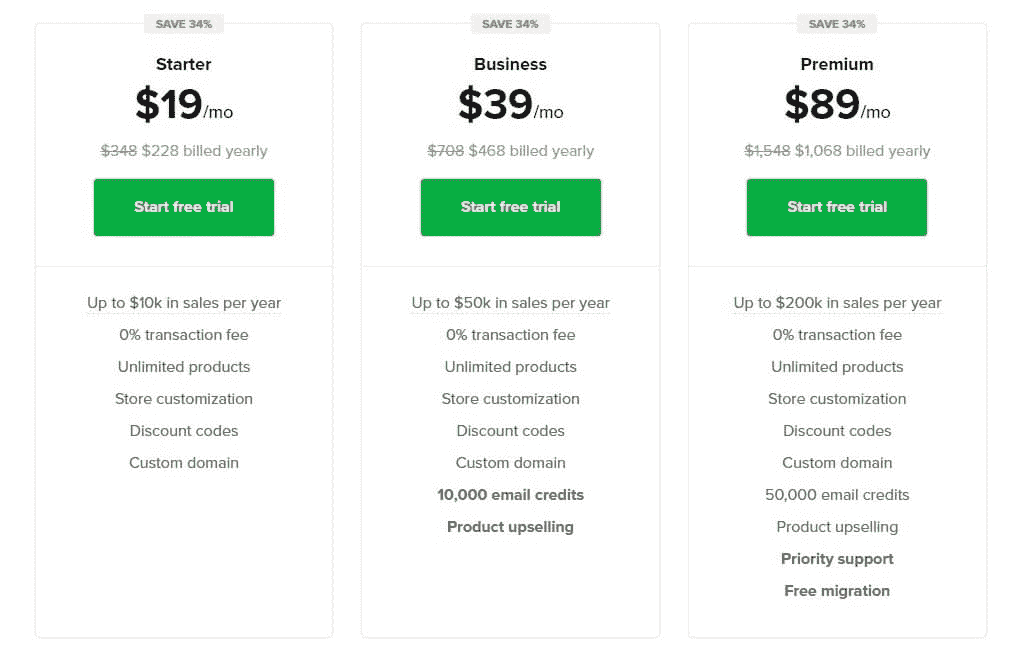 SAVE 34%
Starter
$19/mo
$348 $228 billed yearly
Start free trial
Up to $10k in sales per year
0% transaction fee
Unlimited products
Store customization
Discount codes
Custom domain
SAVE 34%
Business
$39/mo
$708 $468 billed yearly
Start free trial
Up to $50k in sales per year
0% transaction fee
Unlimited products
Store customization
Discount codes
Custom domain
10,000 email credits
Product upselling
SAVE 34%
Premium
$89/mo
$1,548 $1,068 billed yearly
Start free trial
Up to $200k in sales per year
0% transaction fee
Unlimited products
Store customization
Discount codes
Custom domain
50,000 email credits
Product upselling
Priority support
Free migration